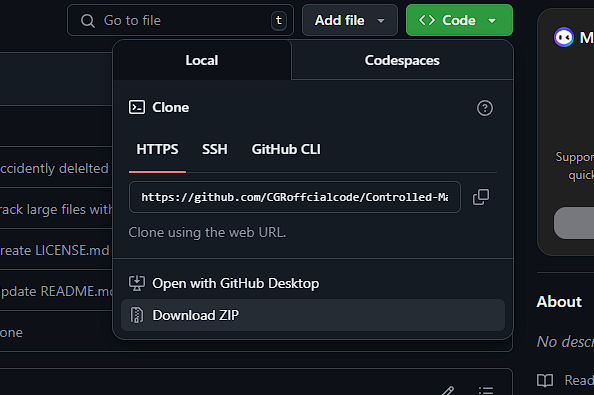 Go to file
t
Add file
Code
M
Local
Codespaces
Clone
HTTPS
SSH
GitHub CLI
https://github.com/CGRoffcialcode/Controlled-Ma
Clone using the web URL.
Open with GitHub Desktop
Download ZIP
ccidently delelted
rack large files with
reate LICENSE.md
pdate README.md
one
Suppor
quick
About
No descr
Read